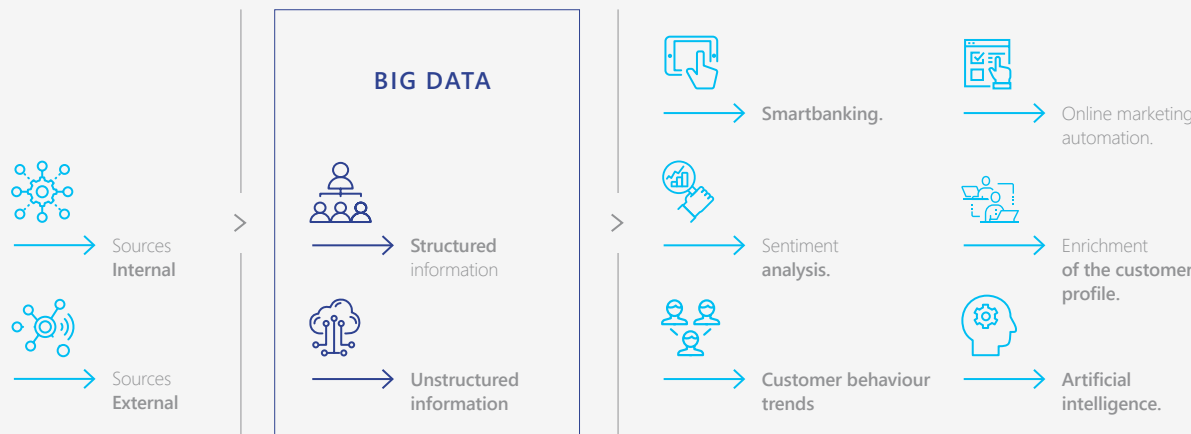 BIG DATA
Sources
Internal
Sources
External
Structured
information
Unstructured
information
Smartbanking.
Online marketing
automation.
Sentiment
analysis.
Enrichment
of the customer
profile.
Customer behaviour
trends
Artificial
intelligence.